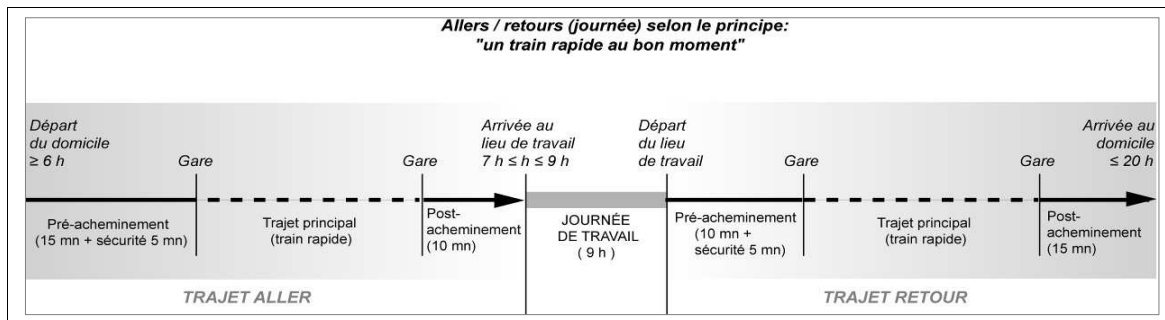 Allers / retours (journée) selon le principe:
"un train rapide au bon moment"
Départ
du domicile
≥ 6 h
Gare
Gare
Arrivée au
lieu de travail
7 h ≤ h ≤ 9 h
Départ
du lieu
de travail
Gare
Gare
Arrivée au
domicile
≤ 20 h
Pré-acheminement
(15 mn + sécurité 5 mn)
Trajet principal
(train rapide)
Post-
acheminement
(10 mn)
JOURNÉE
DE TRAVAIL
( 9 h )
Pré-acheminement
(10 mn +
sécurité 5 mn)
Trajet principal
(train rapide)
Post-
acheminement
(15 mn)
TRAJET ALLER
TRAJET RETOUR